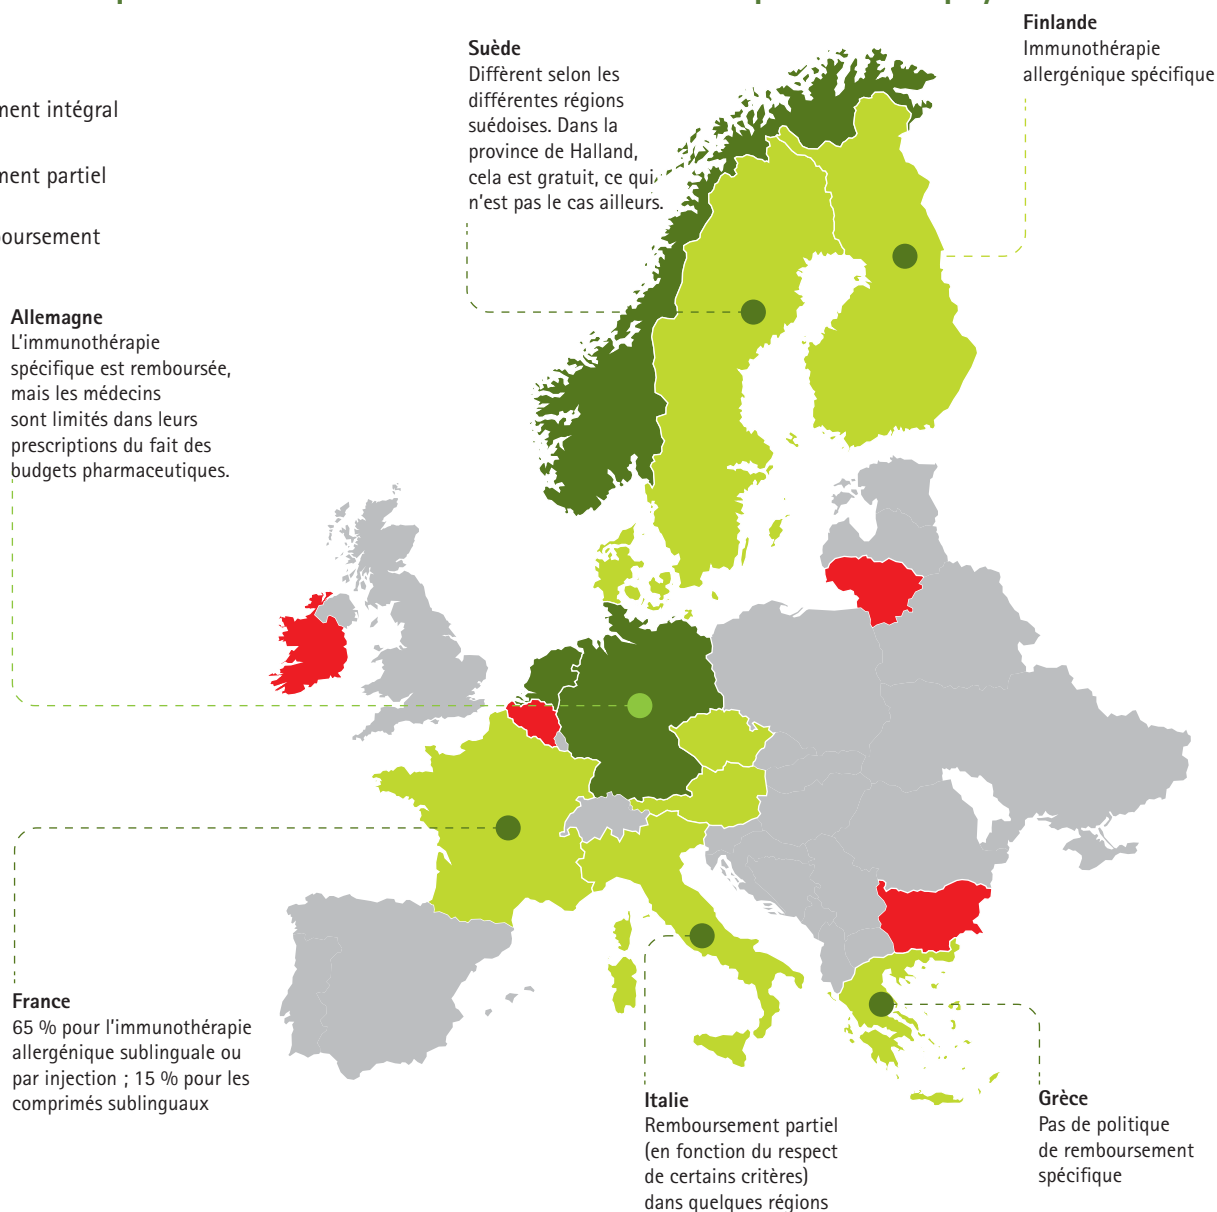 Finlande
Immunothérapie
allergénique spécifique
Suède
Diffèrent selon les
différentes régions
suédoises. Dans la
province de Halland,
cela est gratuit, ce qui
n'est pas le cas ailleurs.
ment intégral
ment partiel
boursement
Allemagne
L'immunothérapie
spécifique est remboursée,
mais les médecins
sont limités dans leurs
prescriptions du fait des
budgets pharmaceutiques.
France
65 % pour l'immunothérapie
allergénique sublinguale ou
par injection ; 15 % pour les
comprimés sublinguaux
Italie
Remboursement partiel
(en fonction du respect
de certains critères)
dans quelques régions
Grèce
Pas de politique
de remboursement
spécifique